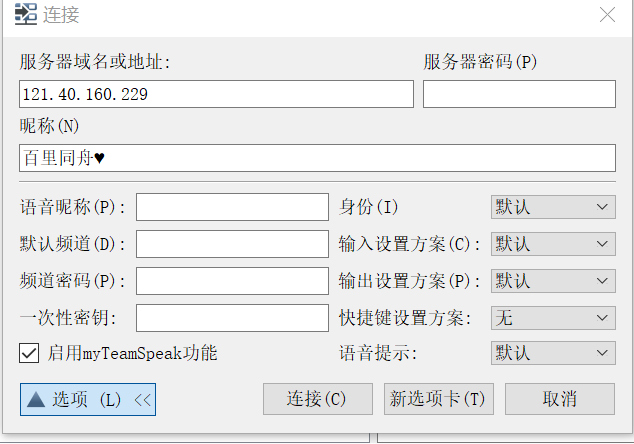 连接
服务器域名或地址: 服务器密码(P)
121.40.160.229
昵称(N)
百里同舟♥
语音昵称(P): 身份(I) 默认
默认频道(D): 输入设置方案(C): 默认
频道密码(P): 输出设置方案(P): 默认
一次性密钥: 快捷键设置方案: 无
启用myTeamSpeak功能 语音提示: 默认
选项 (L) << 连接(C) 新选项卡(T) 取消